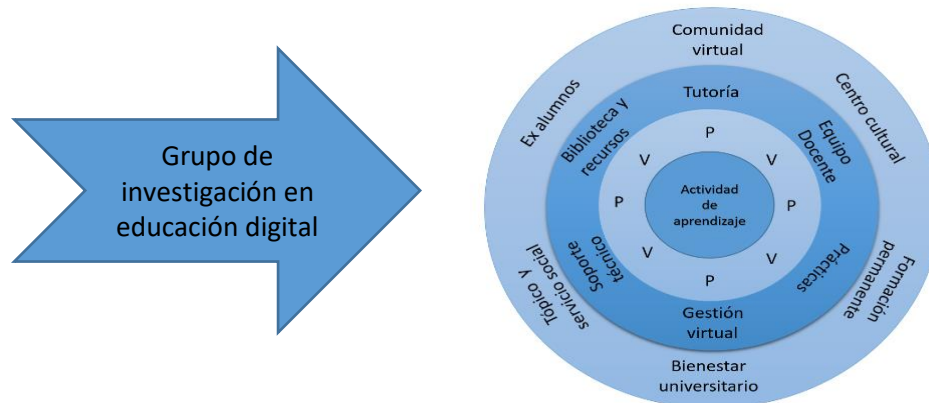 Grupo de
investigación en
educación digital
Comunidad
virtual
Centro cultural
Formación
permanente
Bienestar
universitario
Tópico y
servicio social
Ex alumnos
Tutoría
Equipo
Docente
Prácticas
Gestión
virtual
Soporte
técnico
Biblioteca y
recursos
P
V
P
V
P
V
P
V
Actividad
de
aprendizaje